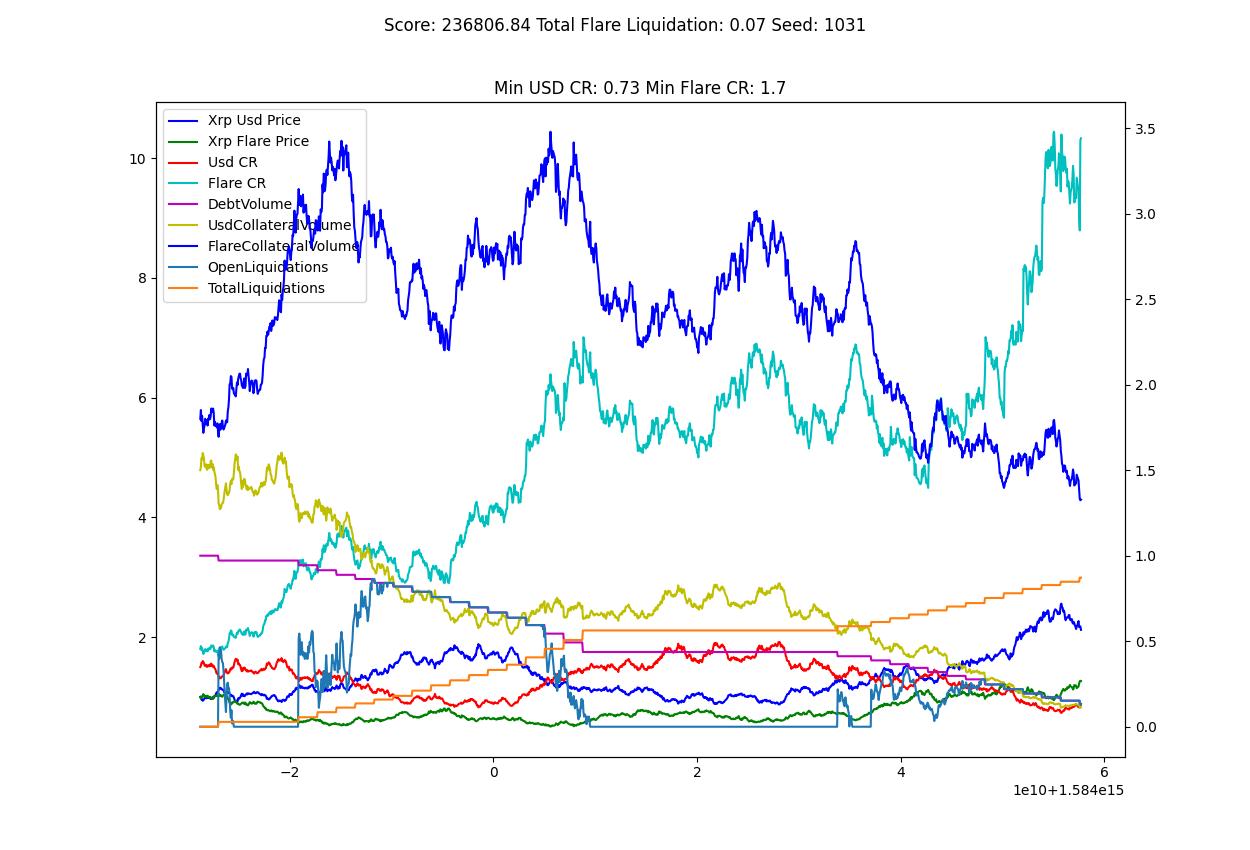 Score: 236806.84 Total Flare Liquidation: 0.07 Seed: 1031
Min USD CR: 0.73 Min Flare CR: 1.7
Xrp Usd Price
Xrp Flare Price
Usd CR
Flare CR
DebtVolume
UsdCollateralVolume
FlareCollateralVolume
OpenLiquidations
TotalLiquidations
10
8
6
4
2
3.5
3.0
2.5
2.0
1.5
1.0
0.5
0.0
−2
0
2
4
6
1e10+1.584e15